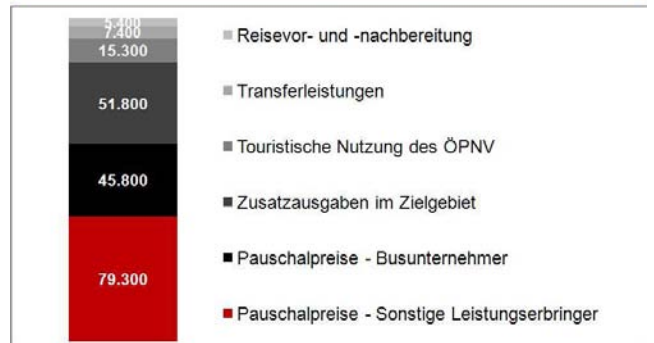 5.400
7.400
15.300
51.800
45.800
79.300
Reisevor- und -nachbereitung
Transferleistungen
Touristische Nutzung des ÖPNV
Zusatzausgaben im Zielgebiet
Pauschalpreise - Busunternehmer
Pauschalpreise - Sonstige Leistungserbringer